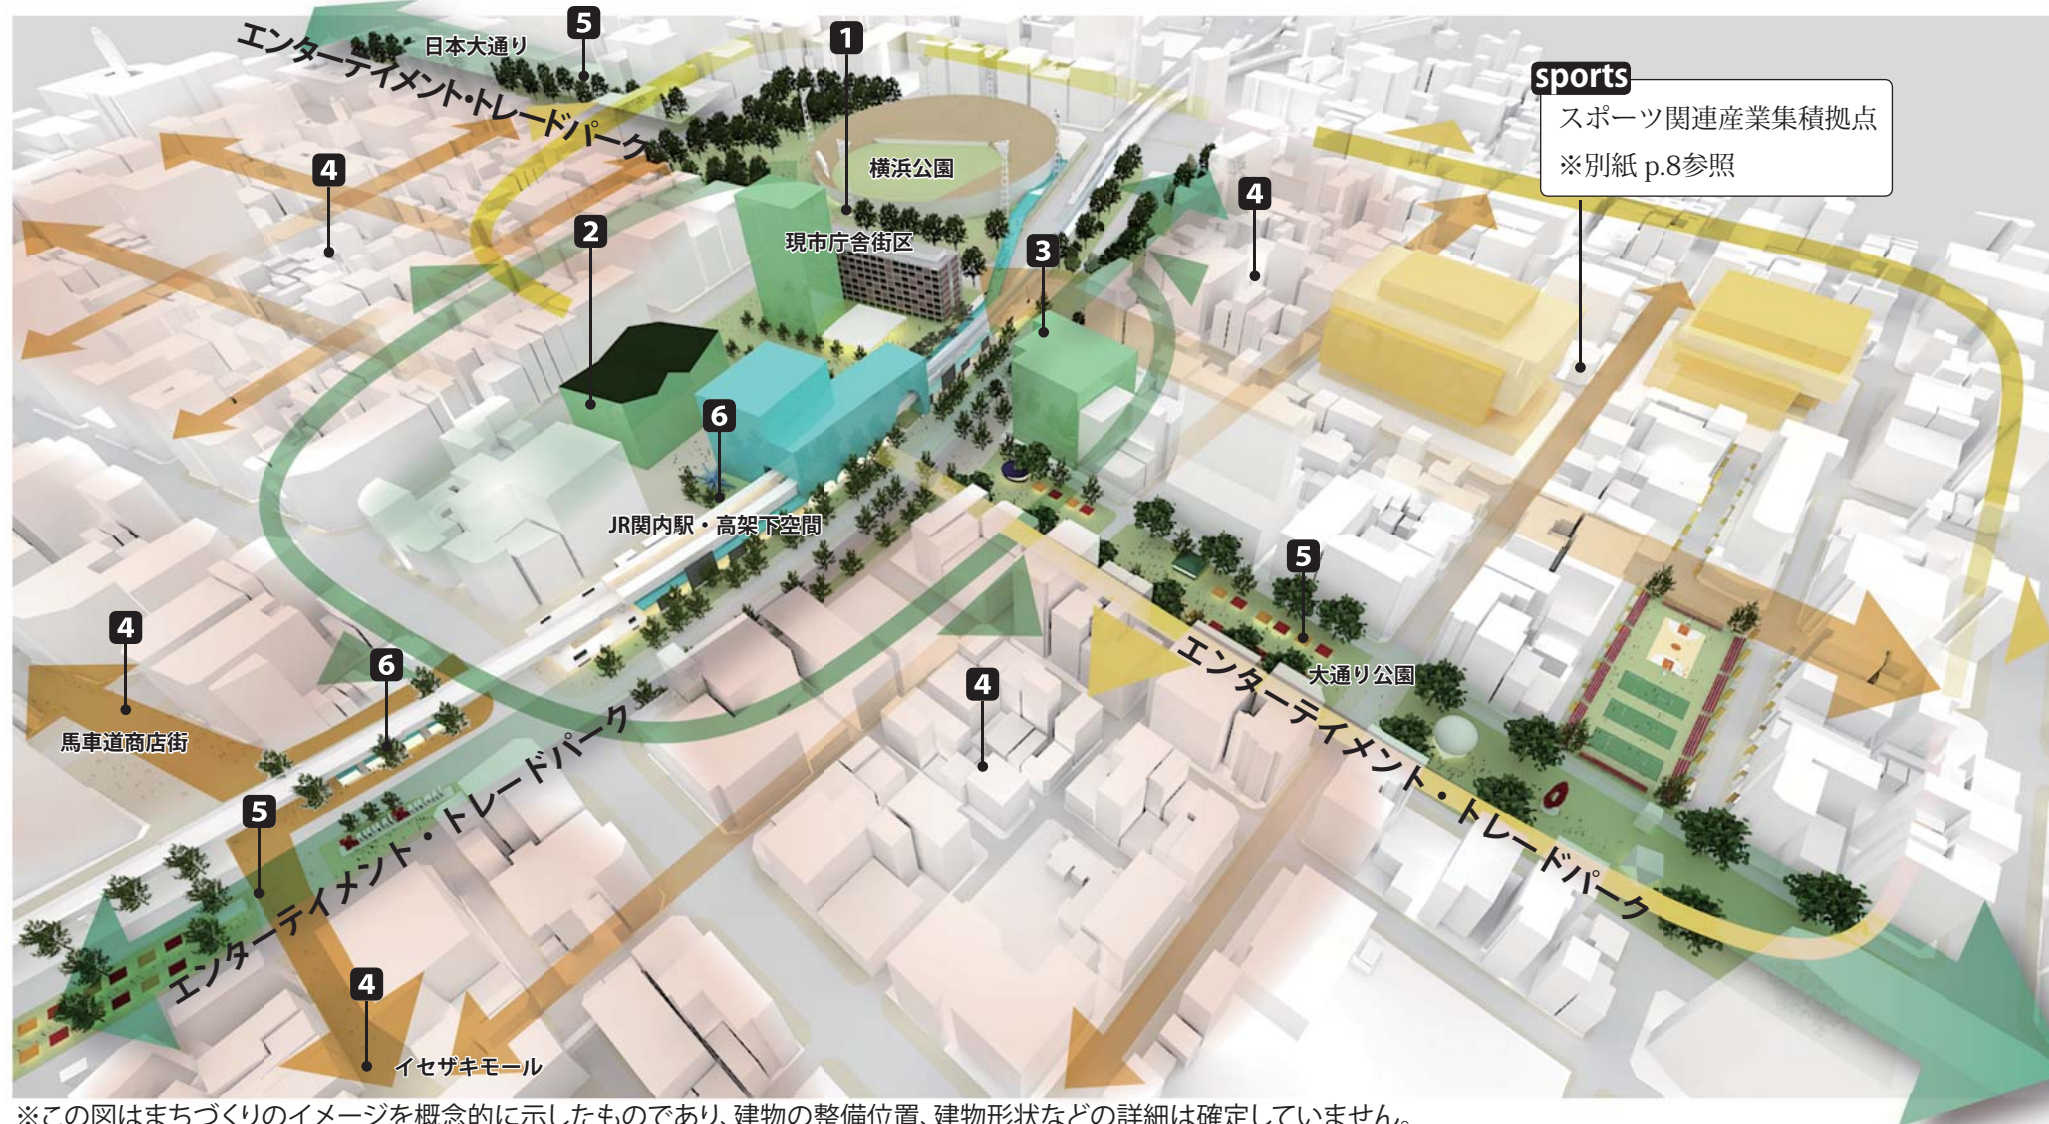 5
1
日本大通り
エンターテイメント・トレードパーク
sports
スポーツ関連産業集積拠点
※別紙 p.8参照
4
横浜公園
4
2
現市庁舎街区
3
6
JR関内駅・高架下空間
5
4
6
4
大通り公園
エンターテイメント・トレードパーク
馬車道商店街
5
エンターテイメント・トレードパーク
4
イセザキモール
※この図はまちづくりのイメージを概念的に示したものであり、建物の整備位置、建物形状などの詳細は確定していません。